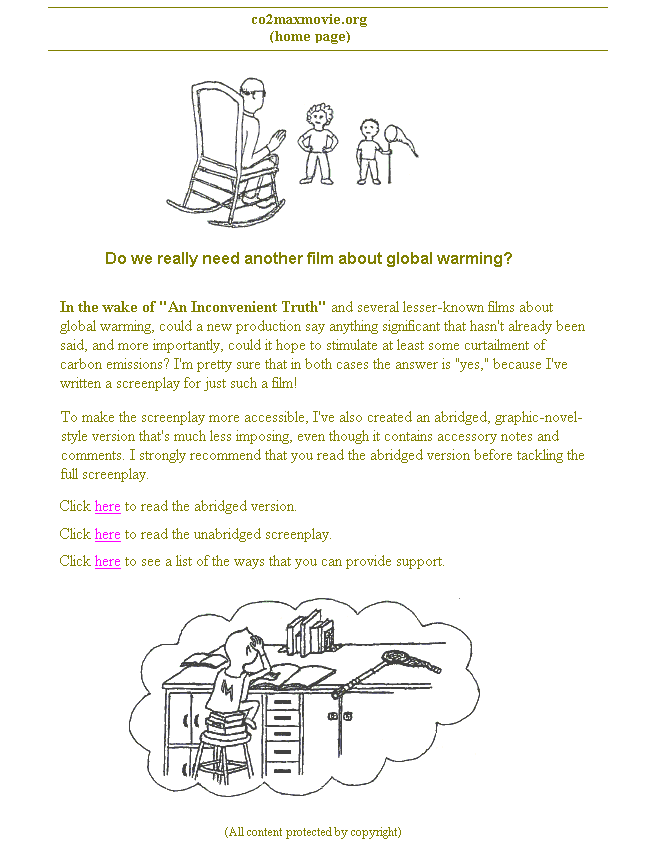 co2maxmovie.org
(home page)
Do we really need another film about global warming?
In the wake of "An Inconvenient Truth" and several lesser-known films about
global warming, could a new production say anything significant that hasn't already been
said, and more importantly, could it hope to stimulate at least some curtailment of
carbon emissions? I'm pretty sure that in both cases the answer is "yes," because I've
written a screenplay for just such a film!
To make the screenplay more accessible, I've also created an abridged, graphic-novel-
style version that's much less imposing, even though it contains accessory notes and
comments. I strongly recommend that you read the abridged version before tackling the
full screenplay.
Click here to read the abridged version.
Click here to read the unabridged screenplay.
Click here to see a list of the ways that you can provide support.
M
(All content protected by copyright)